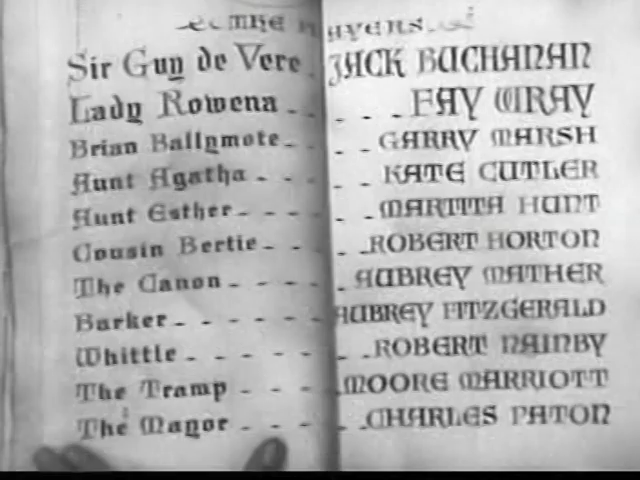 THE PLAYERS
Sir Guy de Vere JACK BUCHANAN
Lady Rowena - - - - - FAY WRAY
Brian Ballymote - - - GARRY MARSH
Aunt Agatha - - - - - KATE CUTLER
Aunt Esther - - - - - MARTITA HUNT
Cousin Bertie - - - - ROBERT HORTON
The Canon - - - - - AUBREY MATHER
Barker - - - - - - AUBREY FITZGERALD
Whittle - - - - - - - ROBERT NAINBY
The Tramp - - - - - MOORE MARRIOTT
The Mayor - - - - - CHARLES PATON